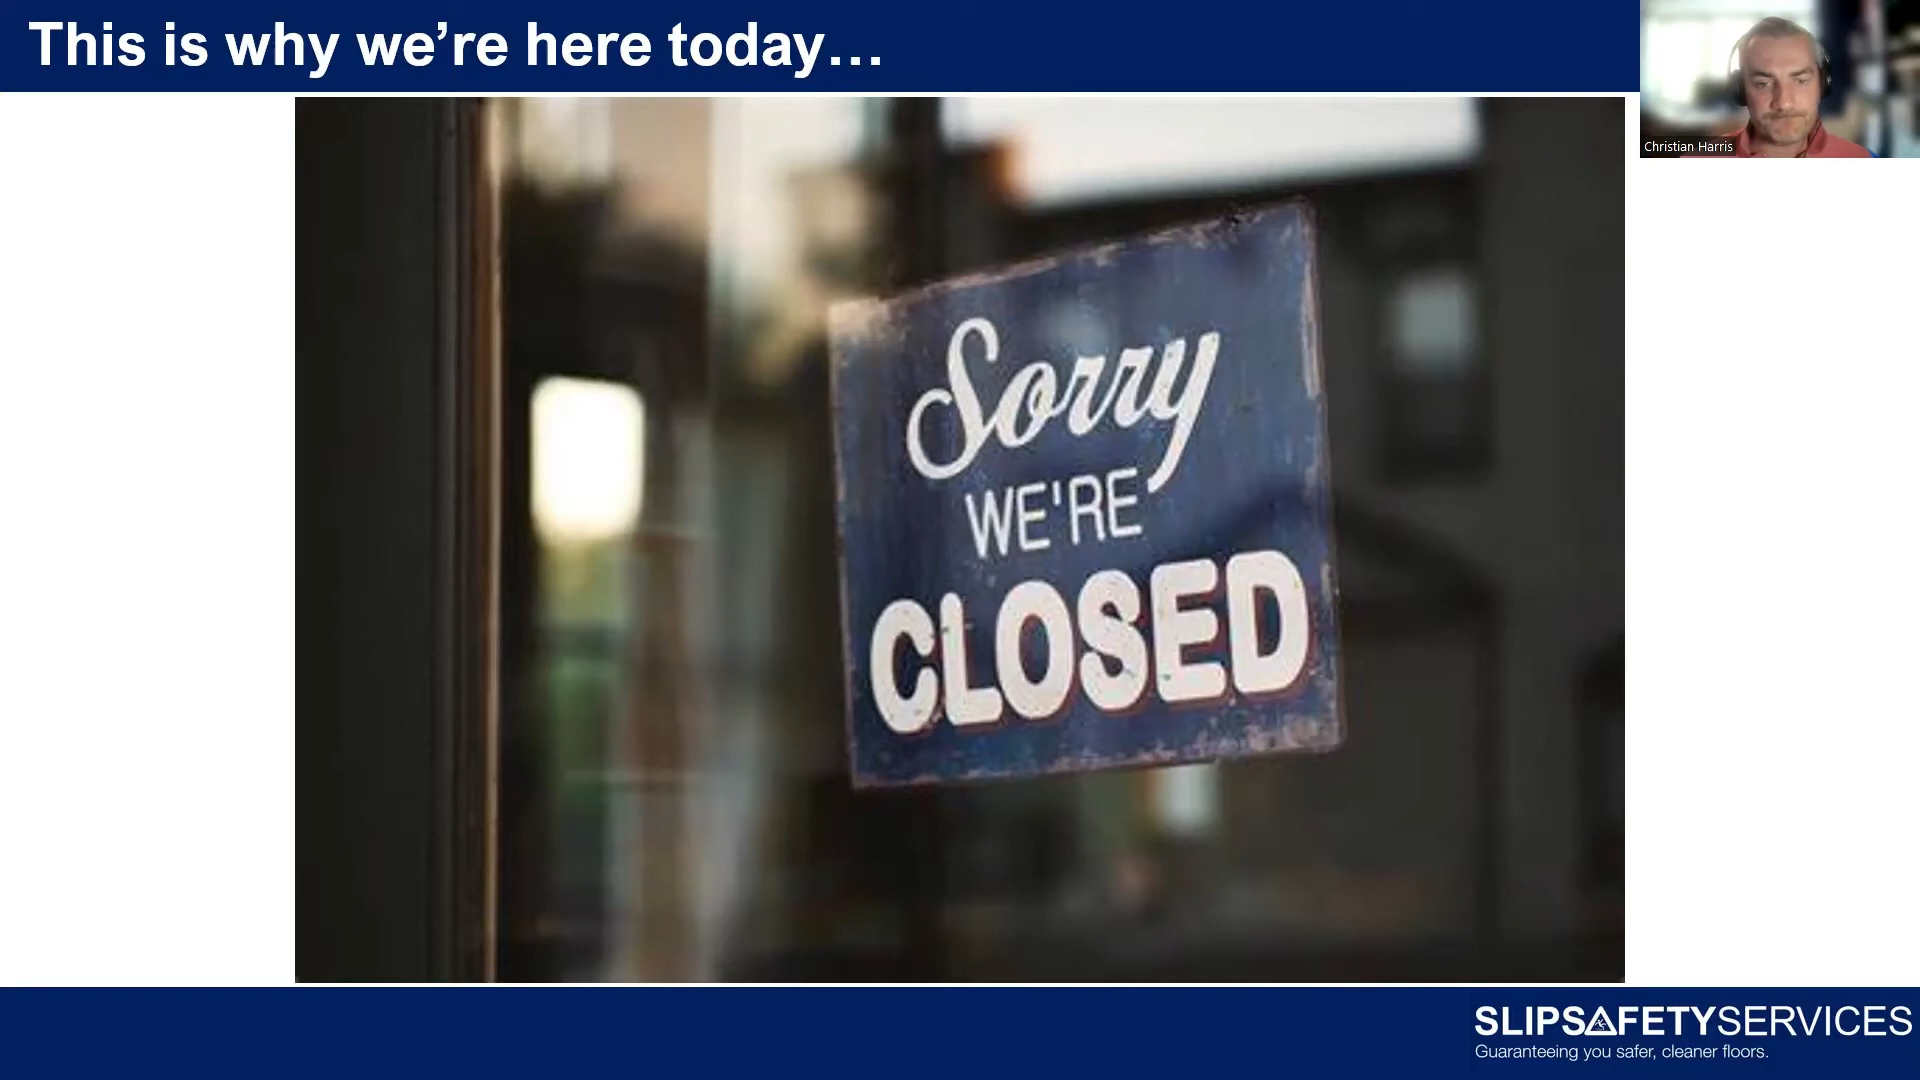 This is why we’re here today…
Christian Harris
Sorry
WE'RE
CLOSED
SLIPSAFETYSERVICES
Guaranteeing you safer, cleaner floors.